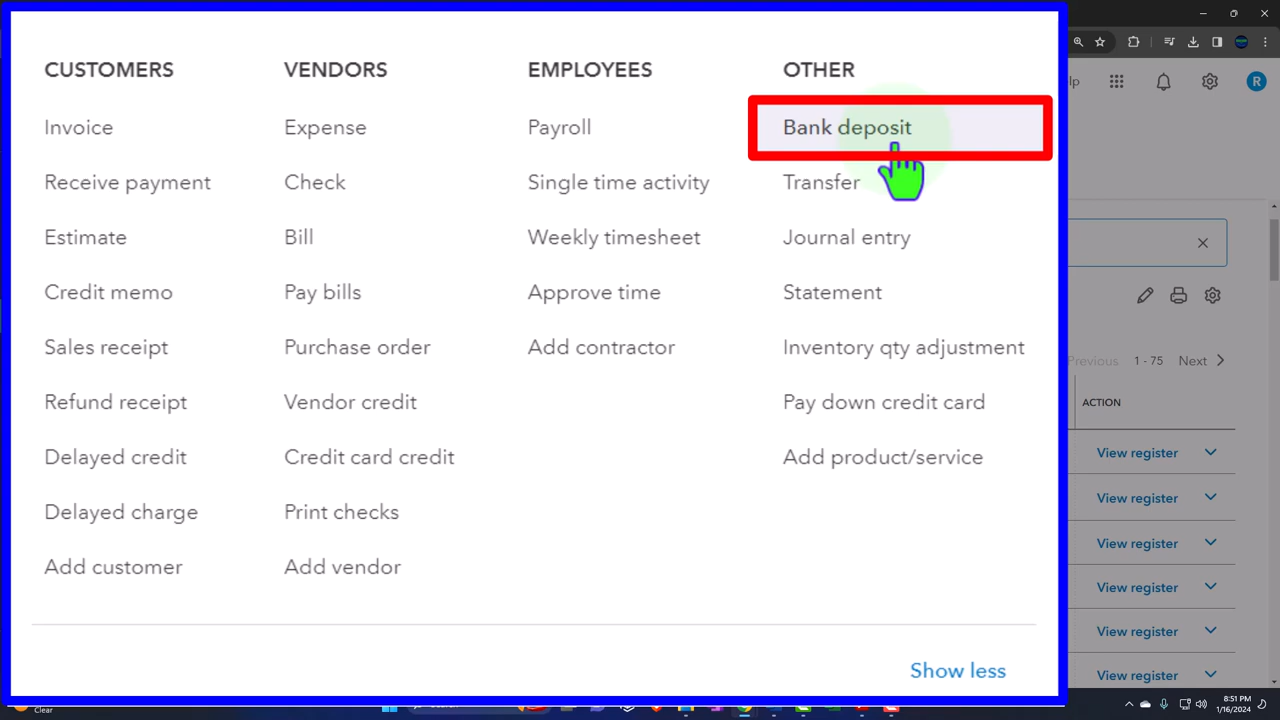 CUSTOMERS
Invoice
Receive payment
Estimate
Credit memo
Sales receipt
Refund receipt
Delayed credit
Delayed charge
Add customer
VENDORS
Expense
Check
Bill
Pay bills
Purchase order
Vendor credit
Credit card credit
Print checks
Add vendor
EMPLOYEES
Payroll
Single time activity
Weekly timesheet
Approve time
Add contractor
OTHER
Bank deposit
Transfer
Journal entry
Statement
Inventory qty adjustment
Pay down credit card
Add product/service
Show less
R
Previous 1 - 75 Next
ACTION
View register
View register
View register
View register
View register
View register
Clear
8:51 PM